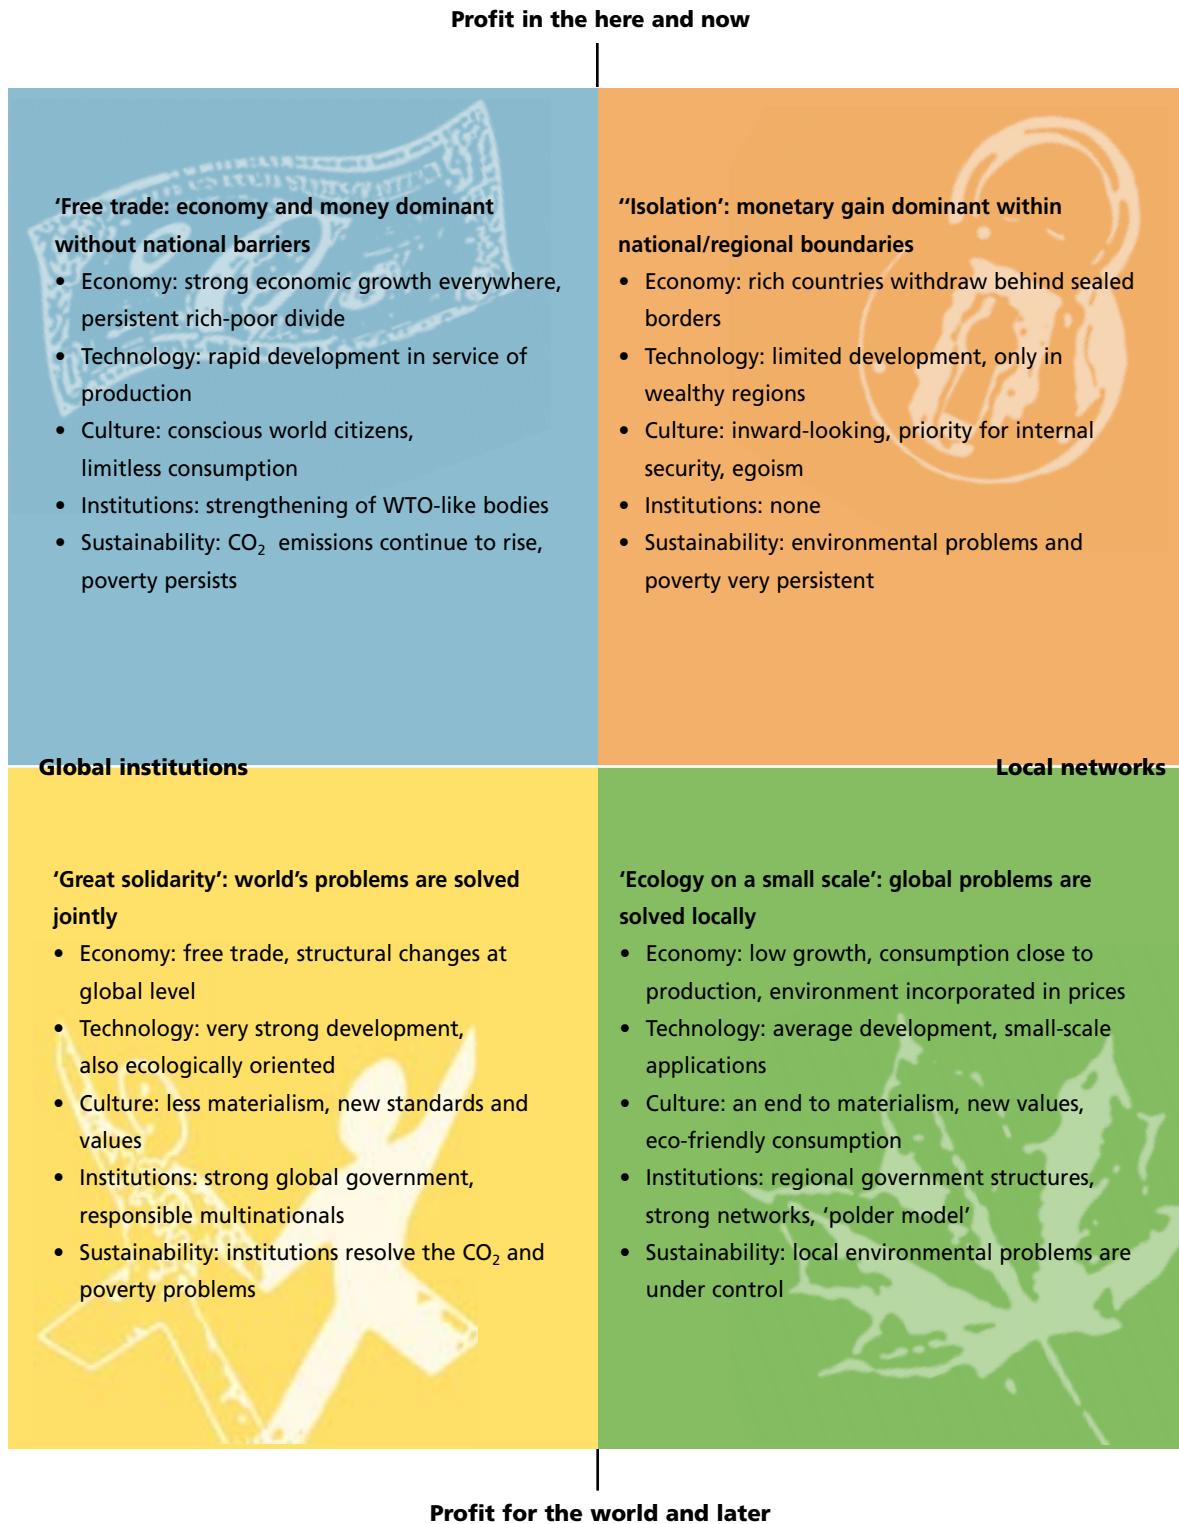 Profit in the here and now
‘Free trade: economy and money dominant
without national barriers
• Economy: strong economic growth everywhere,
persistent rich-poor divide
• Technology: rapid development in service of
production
• Culture: conscious world citizens,
limitless consumption
• Institutions: strengthening of WTO-like bodies
• Sustainability: CO₂ emissions continue to rise,
poverty persists
‘‘Isolation’: monetary gain dominant within
national/regional boundaries
• Economy: rich countries withdraw behind sealed
borders
• Technology: limited development, only in
wealthy regions
• Culture: inward-looking, priority for internal
security, egoism
• Institutions: none
• Sustainability: environmental problems and
poverty very persistent
Global institutions
Local networks
‘Great solidarity’: world’s problems are solved
jointly
• Economy: free trade, structural changes at
global level
• Technology: very strong development,
also ecologically oriented
• Culture: less materialism, new standards and
values
• Institutions: strong global government,
responsible multinationals
• Sustainability: institutions resolve the CO₂ and
poverty problems
‘Ecology on a small scale’: global problems are
solved locally
• Economy: low growth, consumption close to
production, environment incorporated in prices
• Technology: average development, small-scale
applications
• Culture: an end to materialism, new values,
eco-friendly consumption
• Institutions: regional government structures,
strong networks, ‘polder model’
• Sustainability: local environmental problems are
under control
Profit for the world and later